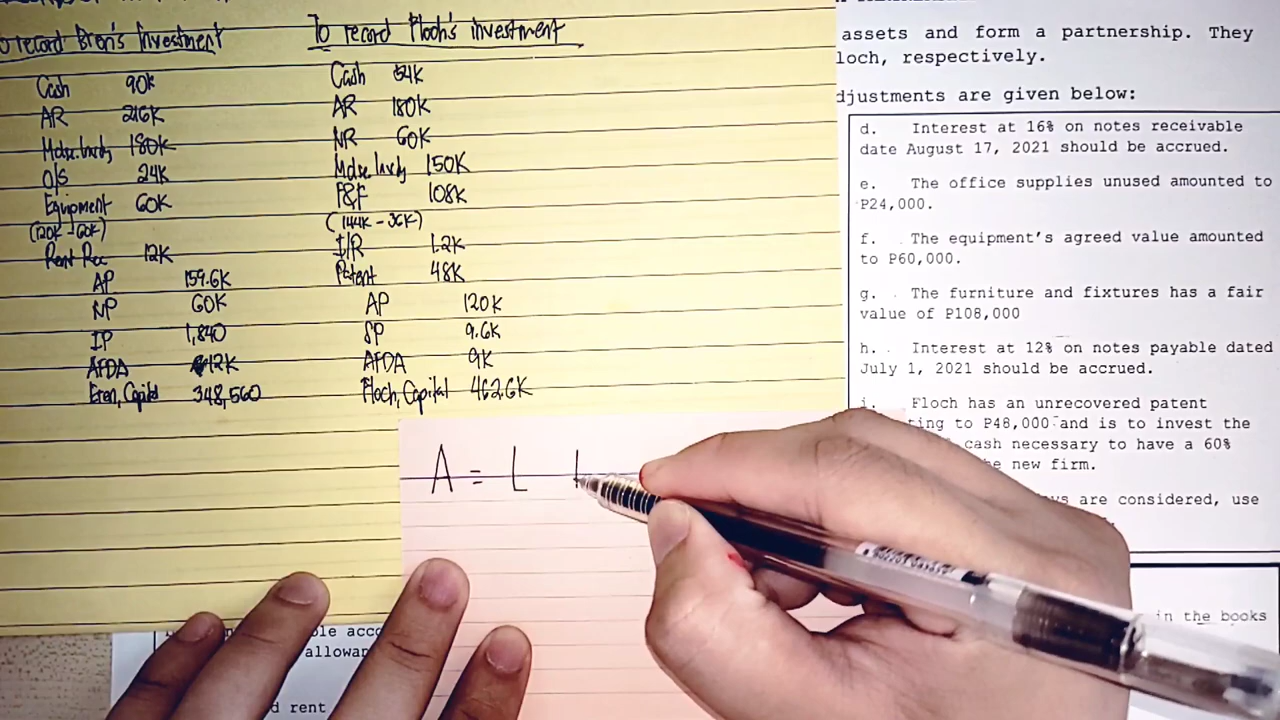 o record Eren's Investment
Cash 90K
AR 216K
Mdse. Invty 180K
O/S 24K
Equipment 60K
(120K - 60K)
Rent Rec 12K
AP 159.6K
NP 60K
IP 1,840
AFDA 12K
Eren, Capital 348,560
To record Floch's investment
Cash 54K
AR 180K
NR 60K
Mdse. Invty 150K
F&F 108K
(144K - 36K)
I/R 1.2K
Patent 48K
AP 120K
SP 9.6K
AFDA 9K
Floch, Capital 462.6K
A = L
assets and form a partnership. They
loch, respectively.
djustments are given below:
d. Interest at 16% on notes receivable
date August 17, 2021 should be accrued.
e. The office supplies unused amounted to
P24,000.
f. The equipment's agreed value amounted
to P60,000.
g. The furniture and fixtures has a fair
value of P108,000
h. Interest at 12% on notes payable dated
July 1, 2021 should be accrued.
i. Floch has an unrecovered patent
ting to P48,000 and is to invest the
cash necessary to have a 60%
new firm.
are considered, use
in the books
ble acco
allowan
d rent